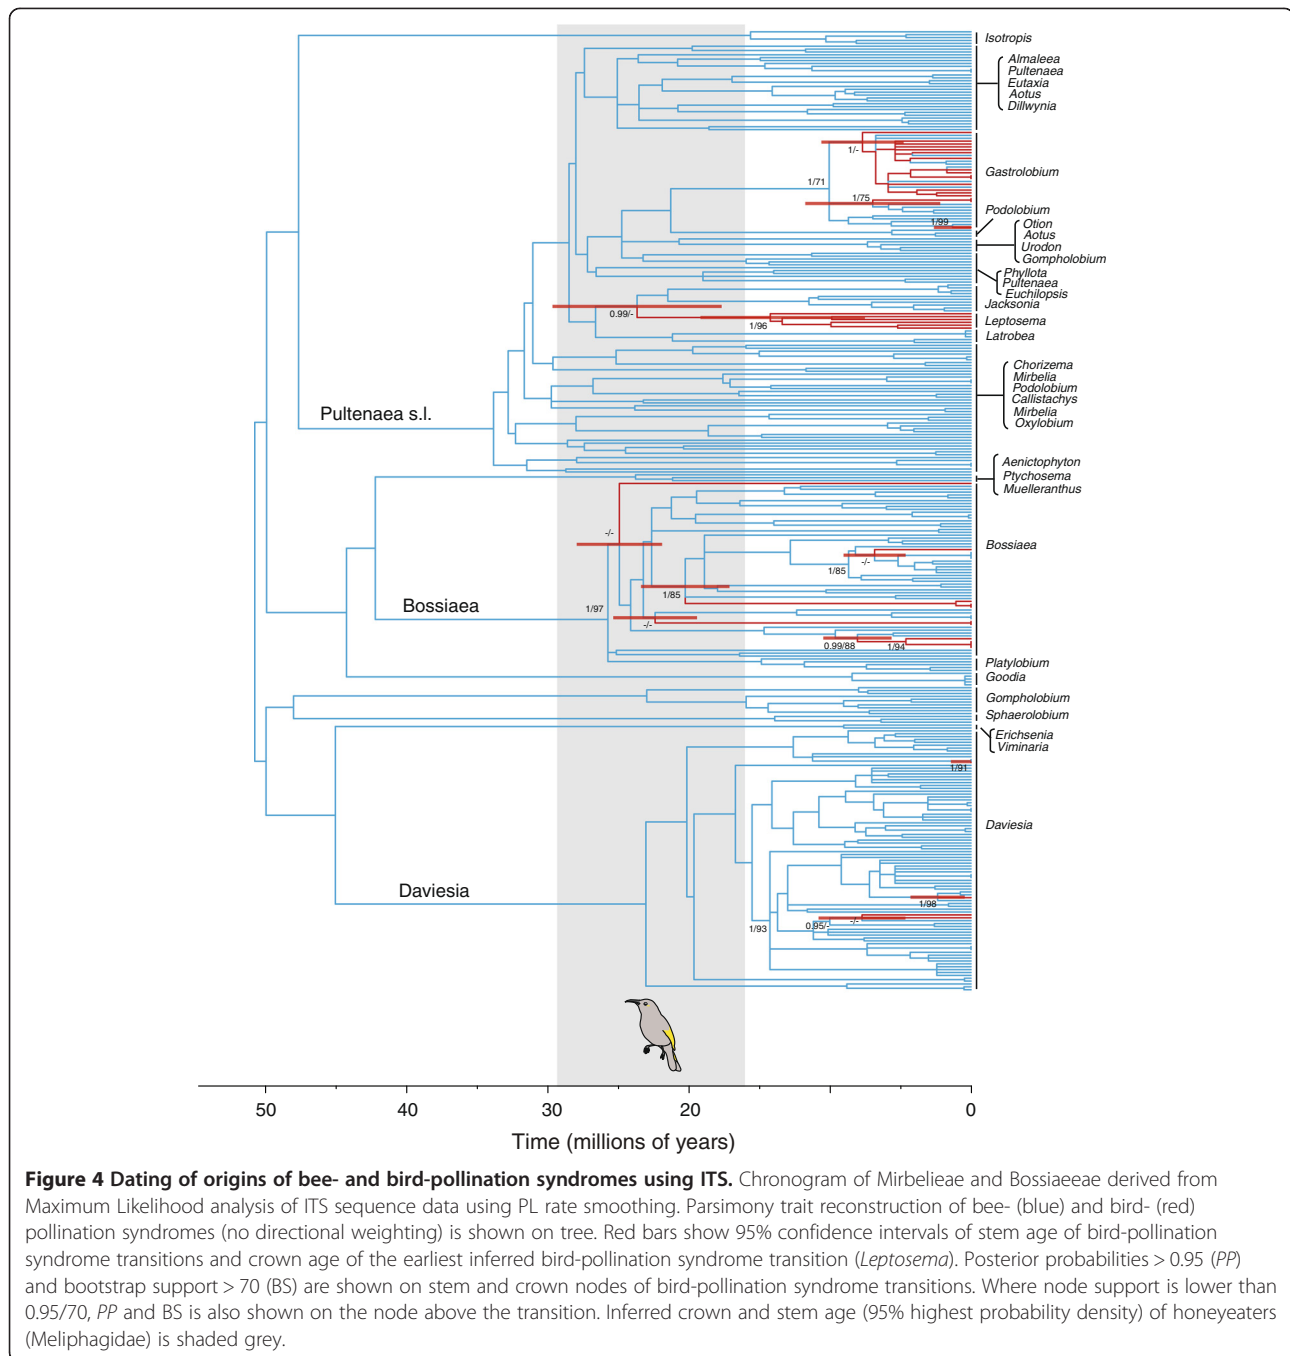 Isotropis
Almaleea
Pultenaea
Eutaxia
Aotus
Dillwynia
1/-
Gastrolobium
1/71
1/75
Podolobium
1/99
Otion
Aotus
Urodon
Gompholobium
Phyllota
Pultenaea
Euchilopsis
Jacksonia
0.99/-
1/96
Leptosema
Latrobea
Chorizema
Mirbelia
Podolobium
Callistachys
Mirbelia
Oxylobium
Pultenaea s.l.
Aenictophyton
Ptychosema
Muelleranthus
-/-
Bossiaea
-/-
1/85
1/85
Bossiaea
1/97
-/-
0.99/88
1/94
Platylobium
Goodia
Gompholobium
Sphaerolobium
Erichsenia
Viminaria
1/91
Daviesia
Daviesia
1/98
1/93
0.95/-
-/-
50 40 30 20 0
Time (millions of years)
Figure 4 Dating of origins of bee- and bird-pollination syndromes using ITS. Chronogram of Mirbelieae and Bossiaeeae derived from
Maximum Likelihood analysis of ITS sequence data using PL rate smoothing. Parsimony trait reconstruction of bee- (blue) and bird- (red)
pollination syndromes (no directional weighting) is shown on tree. Red bars show 95% confidence intervals of stem age of bird-pollination
syndrome transitions and crown age of the earliest inferred bird-pollination syndrome transition (Leptosema). Posterior probabilities > 0.95 (PP)
and bootstrap support > 70 (BS) are shown on stem and crown nodes of bird-pollination syndrome transitions. Where node support is lower than
0.95/70, PP and BS is also shown on the node above the transition. Inferred crown and stem age (95% highest probability density) of honeyeaters
(Meliphagidae) is shaded grey.